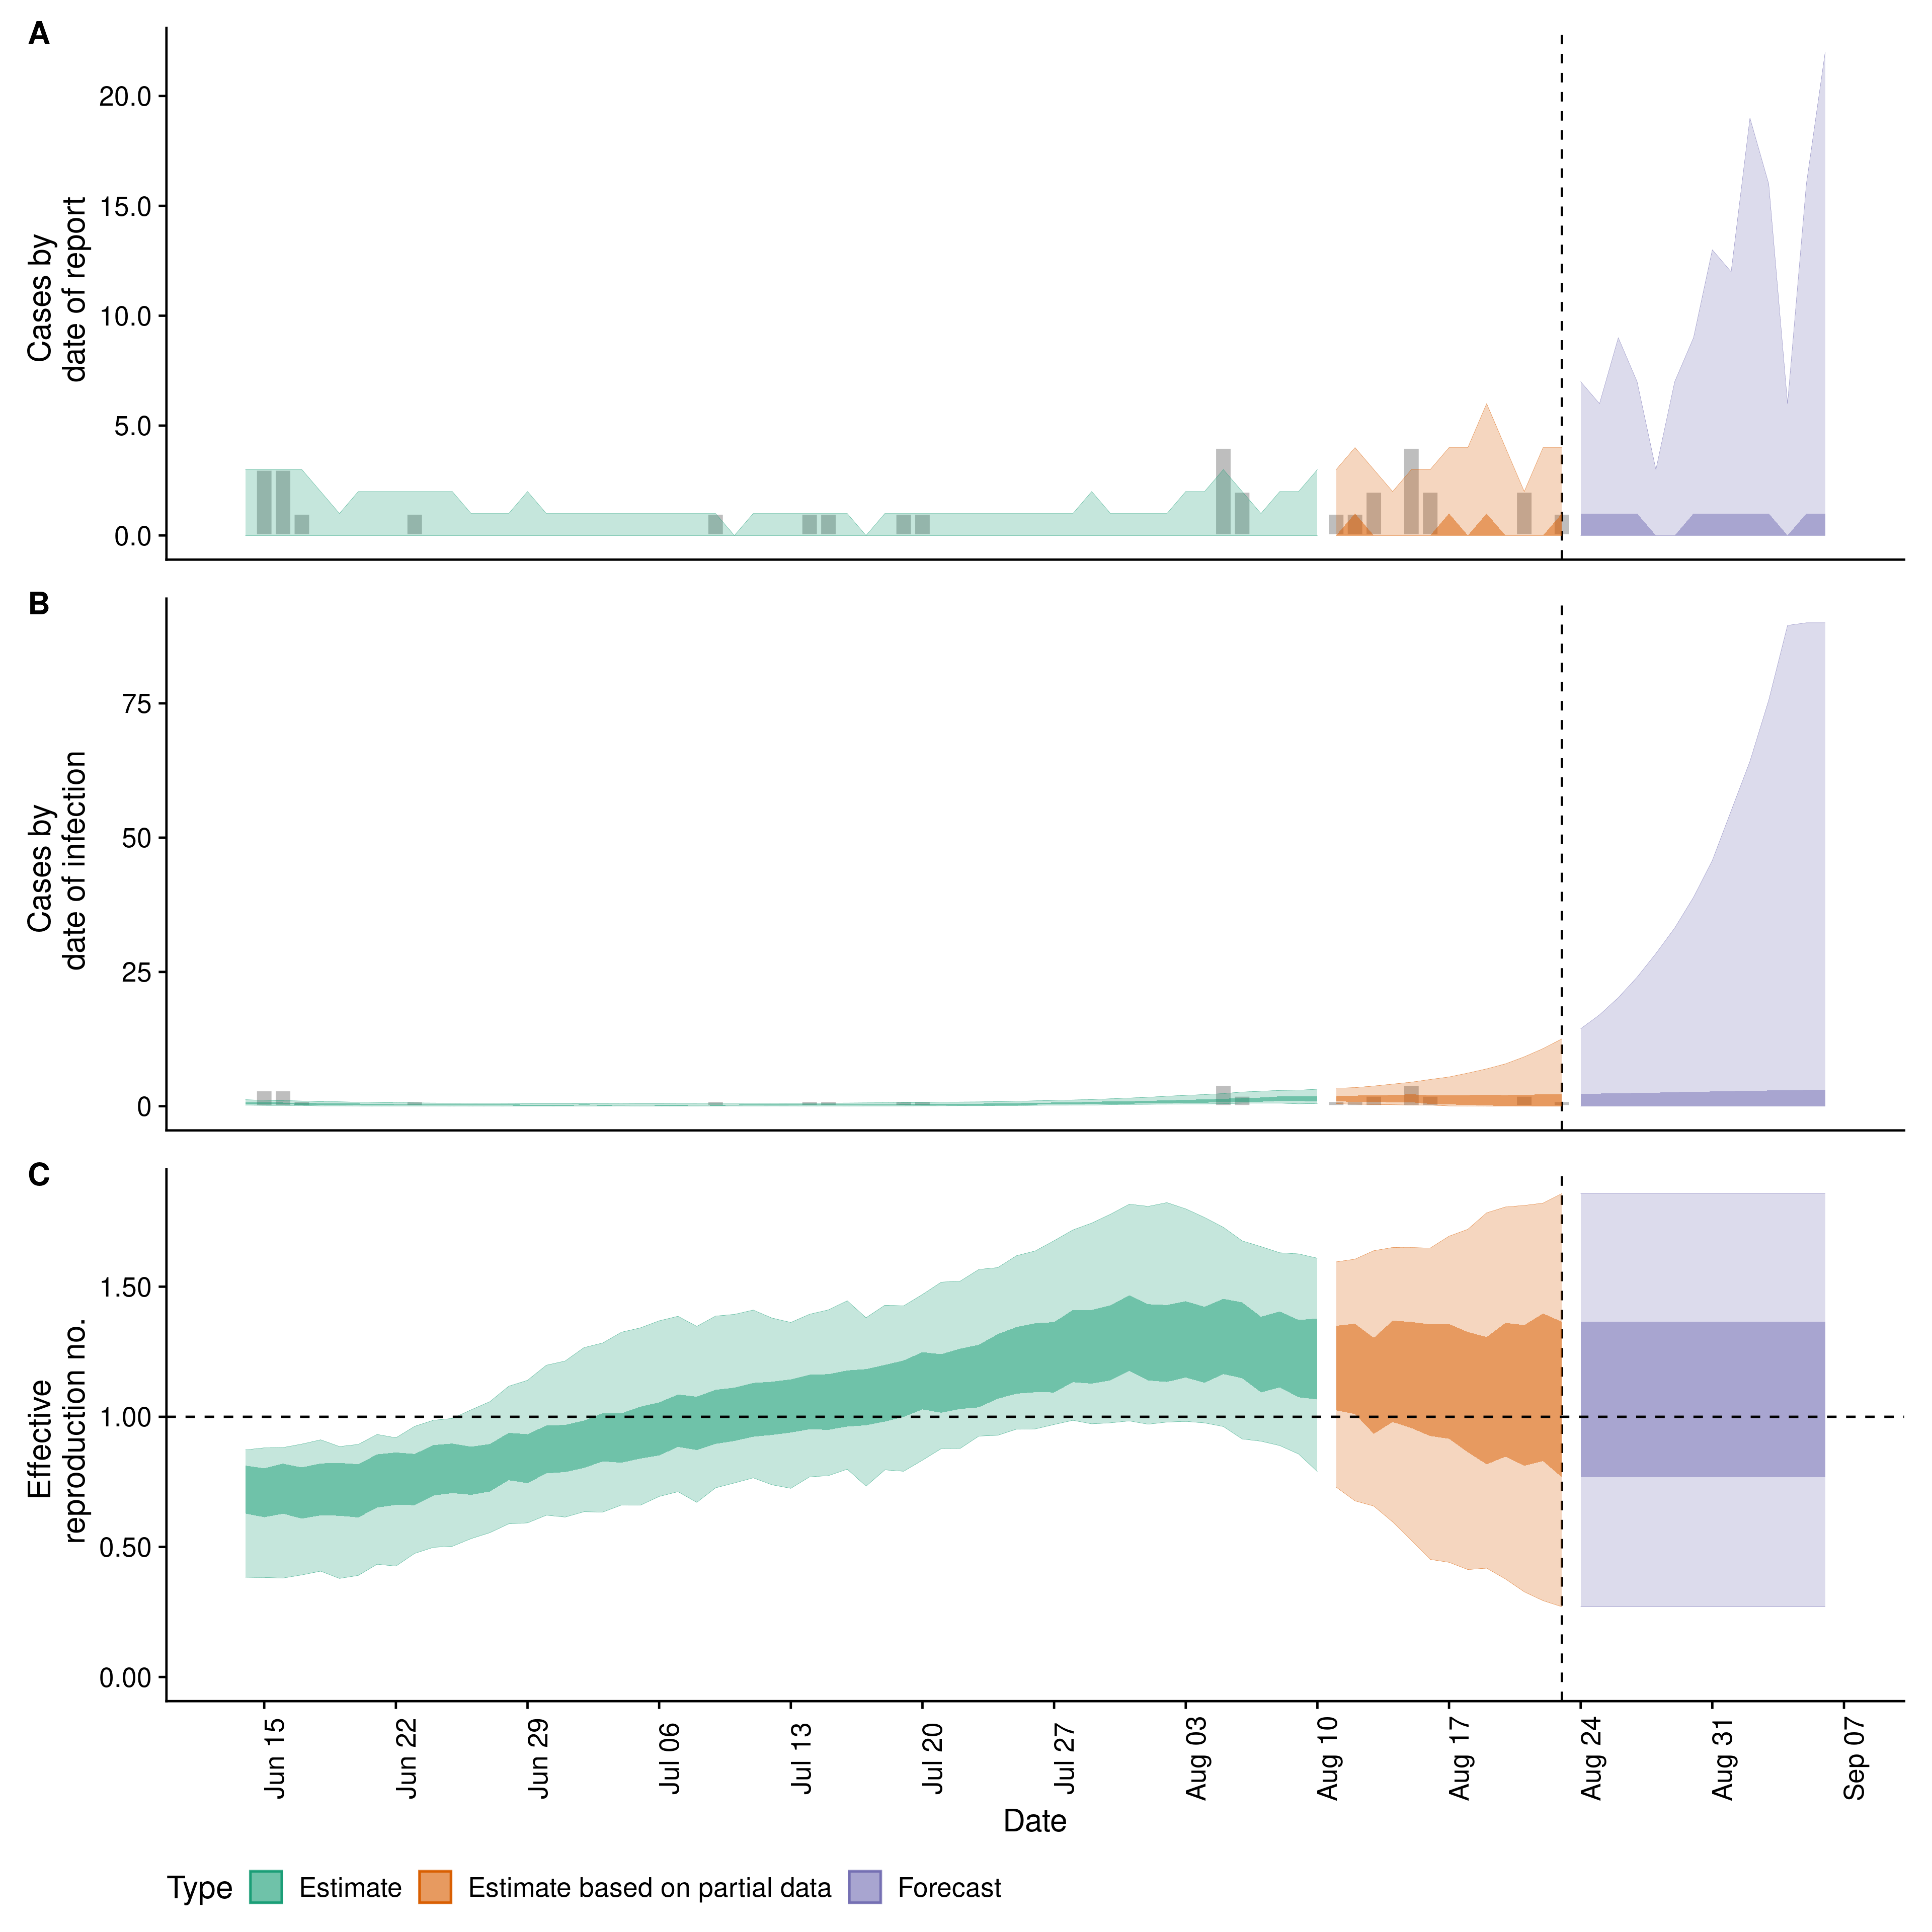 A
Cases by
date of report
20.0
15.0
10.0
5.0
0.0
B
Cases by
date of infection
75
50
25
0
C
Effective
reproduction no.
1.50
1.00
0.50
0.00
Jun 15
Jun 22
Jun 29
Jul 06
Jul 13
Jul 20
Jul 27
Aug 03
Aug 10
Aug 17
Aug 24
Aug 31
Sep 07
Date
Type
Estimate
Estimate based on partial data
Forecast